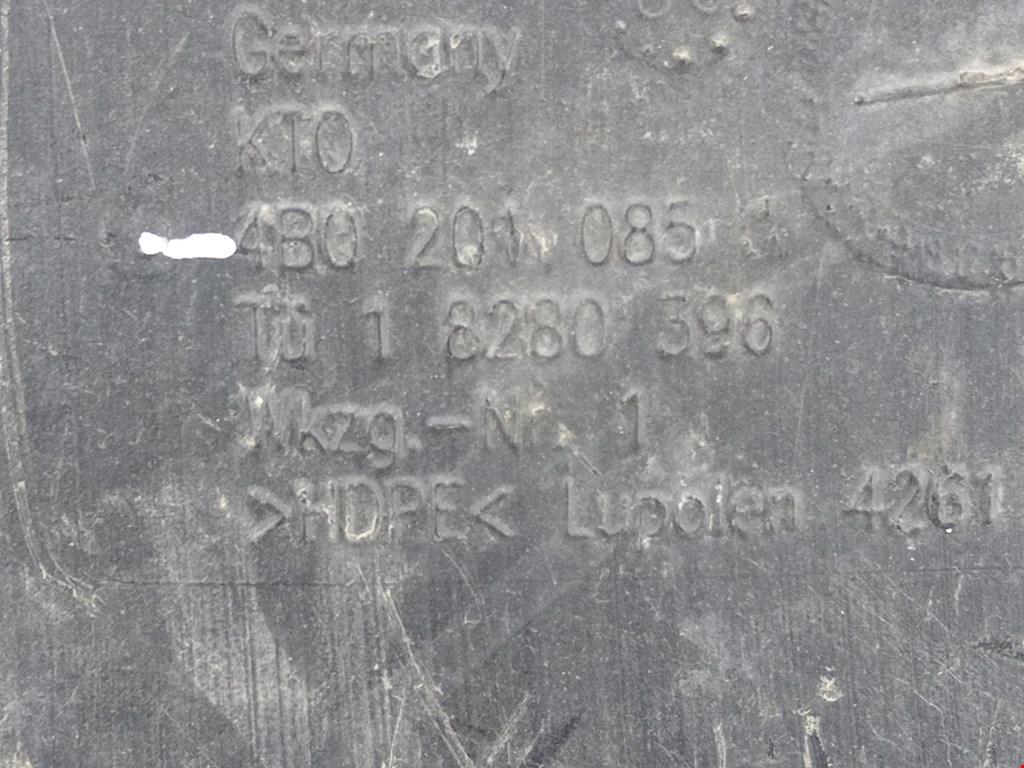 Germany
KTO
4B0 201 085
Tü 1 8280 396
Wkzg.-Nr. 1
>HDPE< Lupolen 4261